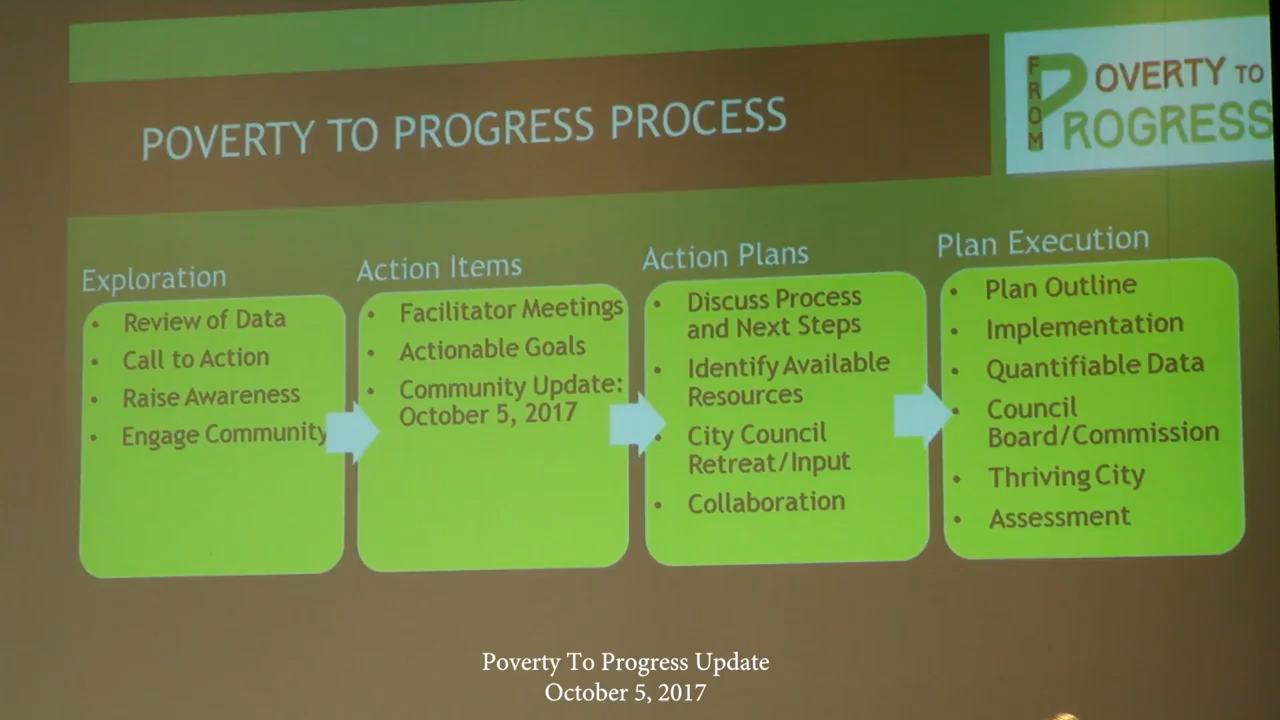 POVERTY TO PROGRESS PROCESS
FROM
POVERTY TO
PROGRESS
Exploration
• Review of Data
• Call to Action
• Raise Awareness
• Engage Community
Action Items
• Facilitator Meetings
• Actionable Goals
• Community Update:
October 5, 2017
Action Plans
• Discuss Process
and Next Steps
• Identify Available
Resources
• City Council
Retreat/Input
• Collaboration
Plan Execution
• Plan Outline
• Implementation
• Quantifiable Data
• Council
Board/Commission
• Thriving City
• Assessment
Poverty To Progress Update
October 5, 2017